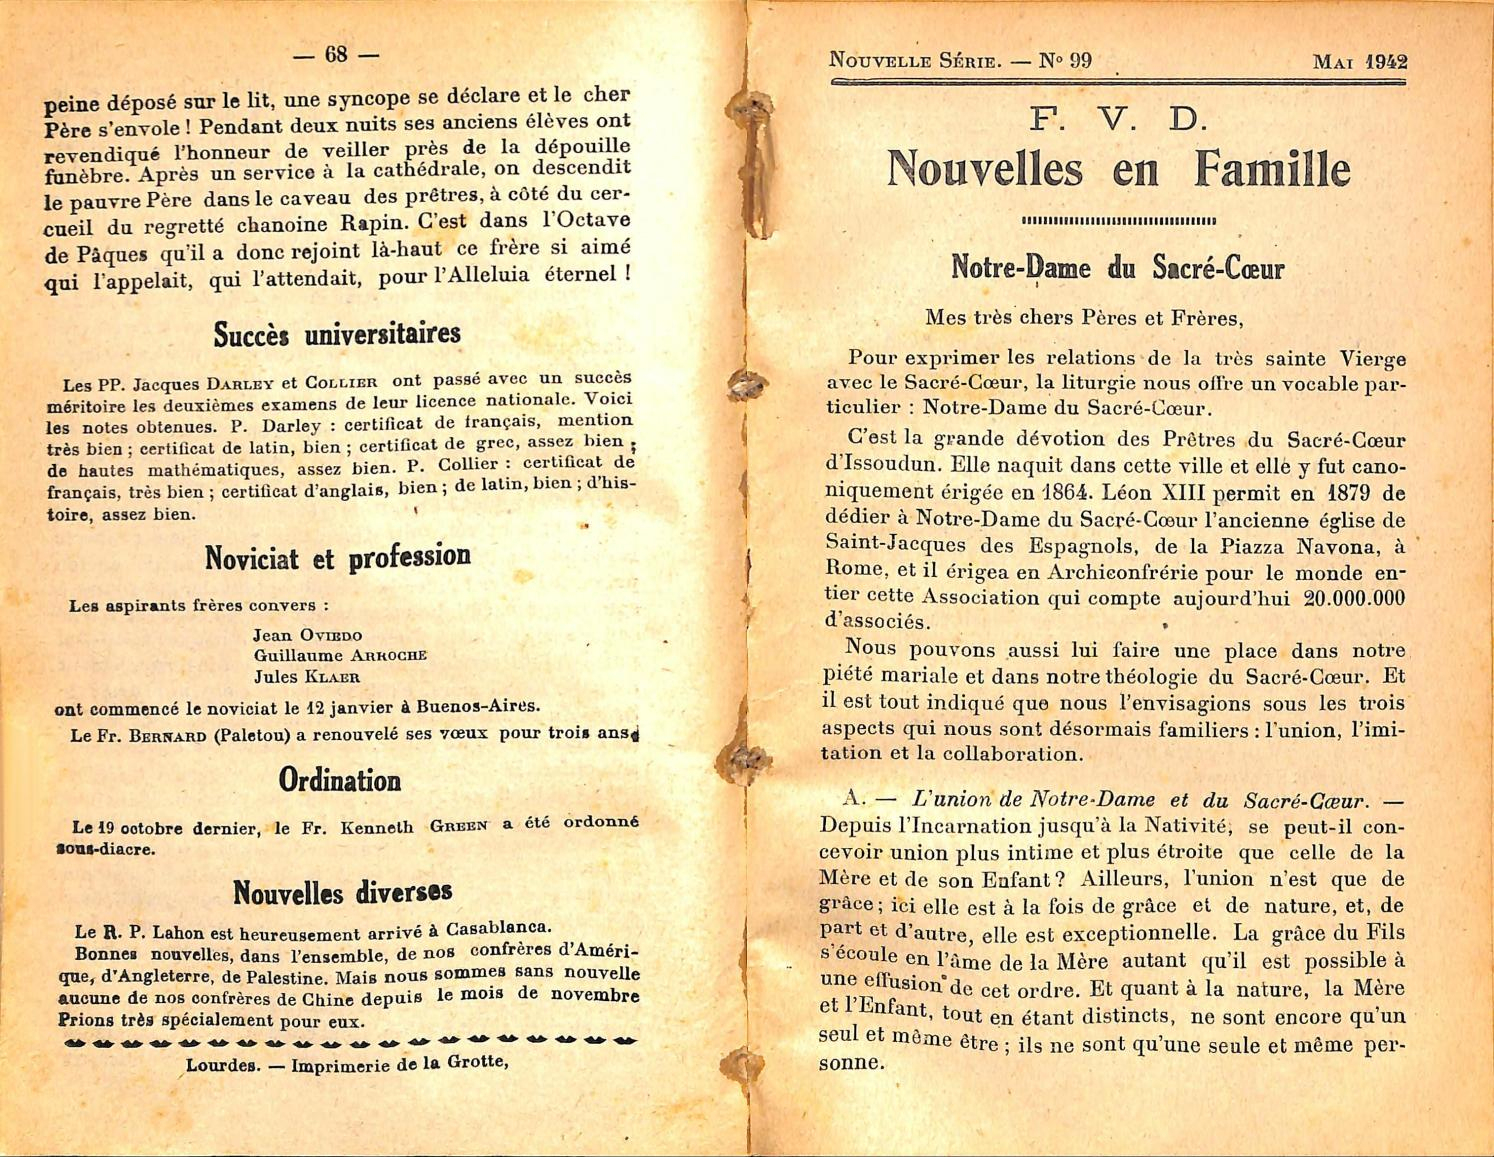 — 68 —
peine déposé sur le lit, une syncope se déclare et le cher
Père s'envole ! Pendant deux nuits ses anciens élèves ont
revendiqué l'honneur de veiller près de la dépouille
funèbre. Après un service à la cathédrale, on descendit
le pauvre Père dans le caveau des prêtres, à côté du cer-
cueil du regretté chanoine Rapin. C'est dans l'Octave
de Pâques qu'il a donc rejoint là-haut ce frère si aimé
qui l'appelait, qui l'attendait, pour l'Alleluia éternel !
Succès universitaires
Les PP. Jacques DARLEY et COLLIER ont passé avec un succès
méritoire les deuxièmes examens de leur licence nationale. Voici
les notes obtenues. P. Darley : certificat de français, mention
très bien ; certificat de latin, bien ; certificat de grec, assez bien ;
de hautes mathématiques, assez bien. P. Collier : certificat de
français, très bien ; certificat d'anglais, bien ; de latin, bien ; d'his-
toire, assez bien.
Noviciat et profession
Les aspirants frères convers :
Jean OVIEDO
Guillaume ARROCHE
Jules KLAER
ont commencé le noviciat le 12 janvier à Buenos-Aires.
Le Fr. BERNARD (Paletou) a renouvelé ses vœux pour trois ans
Ordination
Le 19 octobre dernier, le Fr. Kenneth GREEN a été ordonné
sous-diacre.
Nouvelles diverses
Le R. P. Lahon est heureusement arrivé à Casablanca.
Bonnes nouvelles, dans l'ensemble, de nos confrères d'Améri-
que, d'Angleterre, de Palestine. Mais nous sommes sans nouvelle
aucune de nos confrères de Chine depuis le mois de novembre
Prions très spécialement pour eux.
Lourdes. — Imprimerie de la Grotte,
NOUVELLE SÉRIE. — N° 99 MAI 1942
F. V. D.
Nouvelles en Famille
Notre-Dame du Sacré-Cœur
Mes très chers Pères et Frères,
Pour exprimer les relations de la très sainte Vierge
avec le Sacré-Cœur, la liturgie nous offre un vocable par-
ticulier : Notre-Dame du Sacré-Cœur.
C'est la grande dévotion des Prêtres du Sacré-Cœur
d'Issoudun. Elle naquit dans cette ville et elle y fut cano-
niquement érigée en 1864. Léon XIII permit en 1879 de
dédier à Notre-Dame du Sacré-Cœur l'ancienne église de
Saint-Jacques des Espagnols, de la Piazza Navona, à
Rome, et il érigea en Archiconfrérie pour le monde en-
tier cette Association qui compte aujourd'hui 20.000.000
d'associés.
Nous pouvons aussi lui faire une place dans notre
piété mariale et dans notre théologie du Sacré-Cœur. Et
il est tout indiqué que nous l'envisagions sous les trois
aspects qui nous sont désormais familiers : l'union, l'imi-
tation et la collaboration.
A. — L'union de Notre-Dame et du Sacré-Cœur. —
Depuis l'Incarnation jusqu'à la Nativité, se peut-il con-
cevoir union plus intime et plus étroite que celle de la
Mère et de son Enfant ? Ailleurs, l'union n'est que de
grâce ; ici elle est à la fois de grâce et de nature, et, de
part et d'autre, elle est exceptionnelle. La grâce du Fils
s'écoule en l'âme de la Mère autant qu'il est possible à
une effusion de cet ordre. Et quant à la nature, la Mère
et l'Enfant, tout en étant distincts, ne sont encore qu'un
seul et même être ; ils ne sont qu'une seule et même per-
sonne.